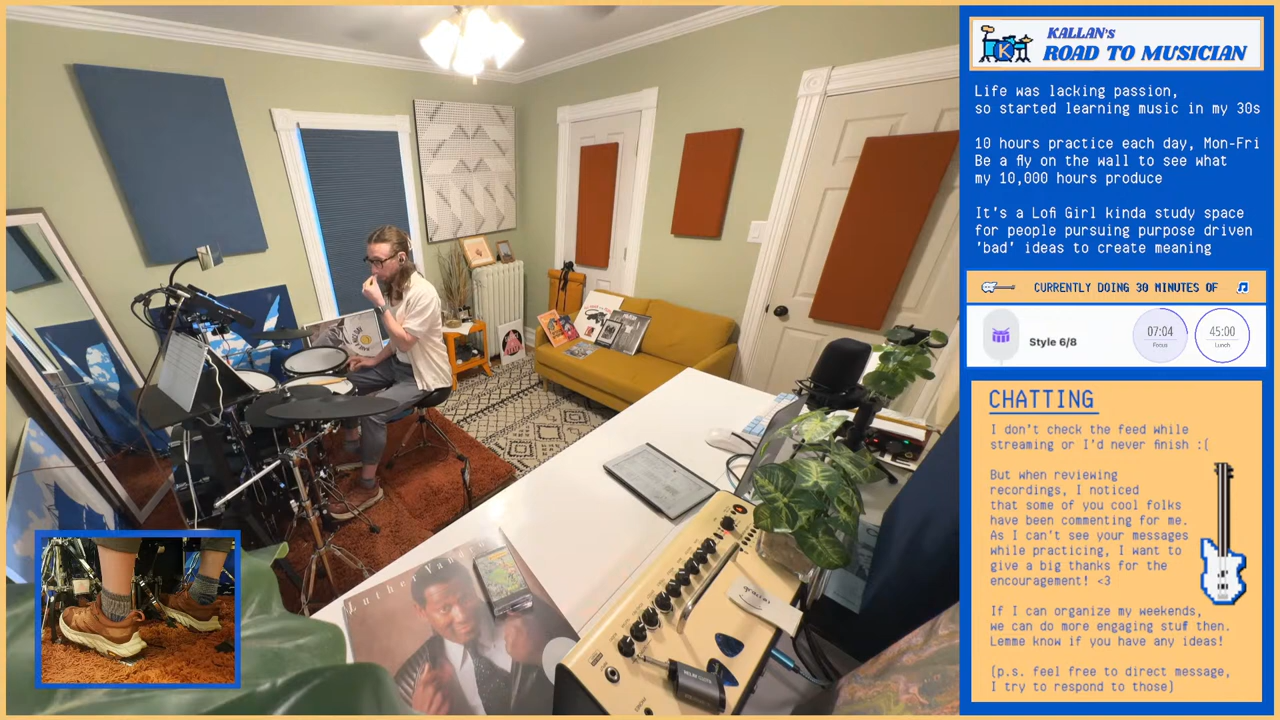 KALLAN's
ROAD TO MUSICIAN
Life was lacking passion,
so started learning music in my 30s
10 hours practice each day, Mon-Fri
Be a fly on the wall to see what
my 10,000 hours produce
It's a Lofi Girl kinda study space
for people pursuing purpose driven
'bad' ideas to create meaning
CURRENTLY DOING 30 MINUTES OF
Style 6/8
07:04
Focus
45:00
Lunch
CHATTING
I don't check the feed while
streaming or I'd never finish :(
But when reviewing
recordings, I noticed
that some of you cool folks
have been commenting for me.
As I can't see your messages
while practicing, I want to
give a big thanks for the
encouragement! <3
If I can organize my weekends,
we can do more engaging stuf then.
Lemme know if you have any ideas!
(p.s. feel free to direct message,
I try to respond to those)
Luther Van